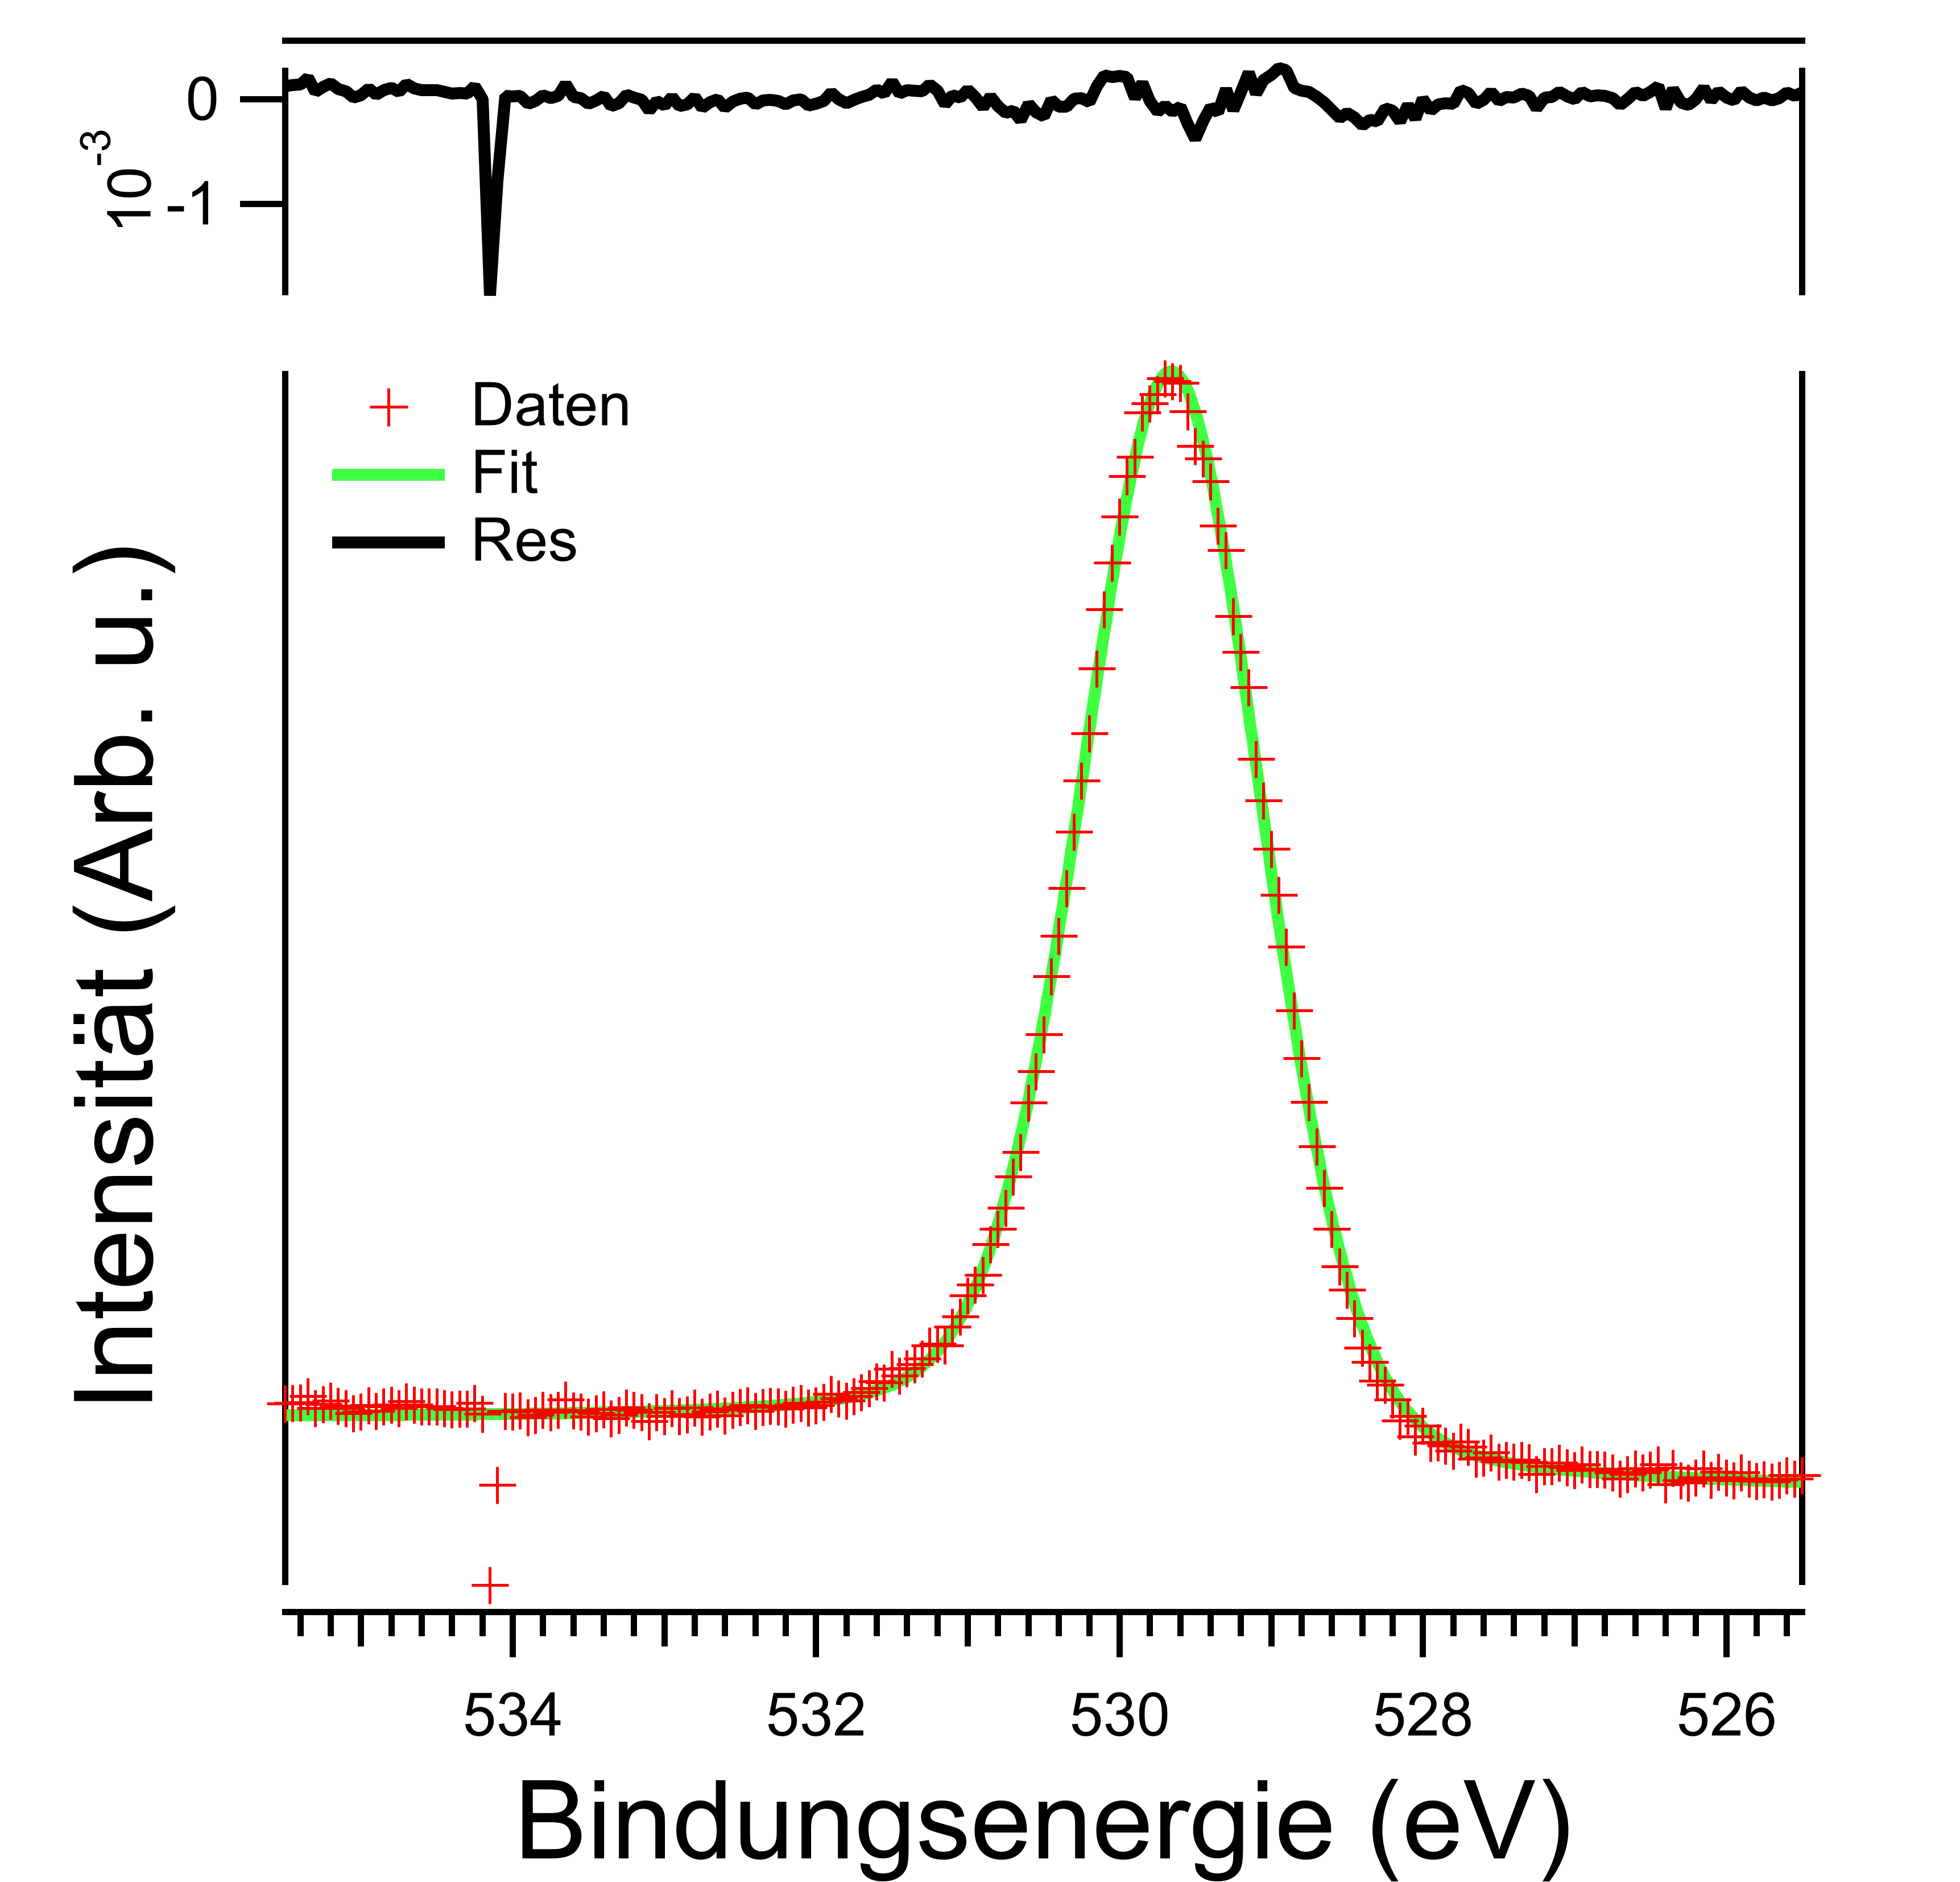 0
-1
10-3
Daten
Fit
Res
Intensität (Arb. u.)
534 532 530 528 526
Bindungsenergie (eV)